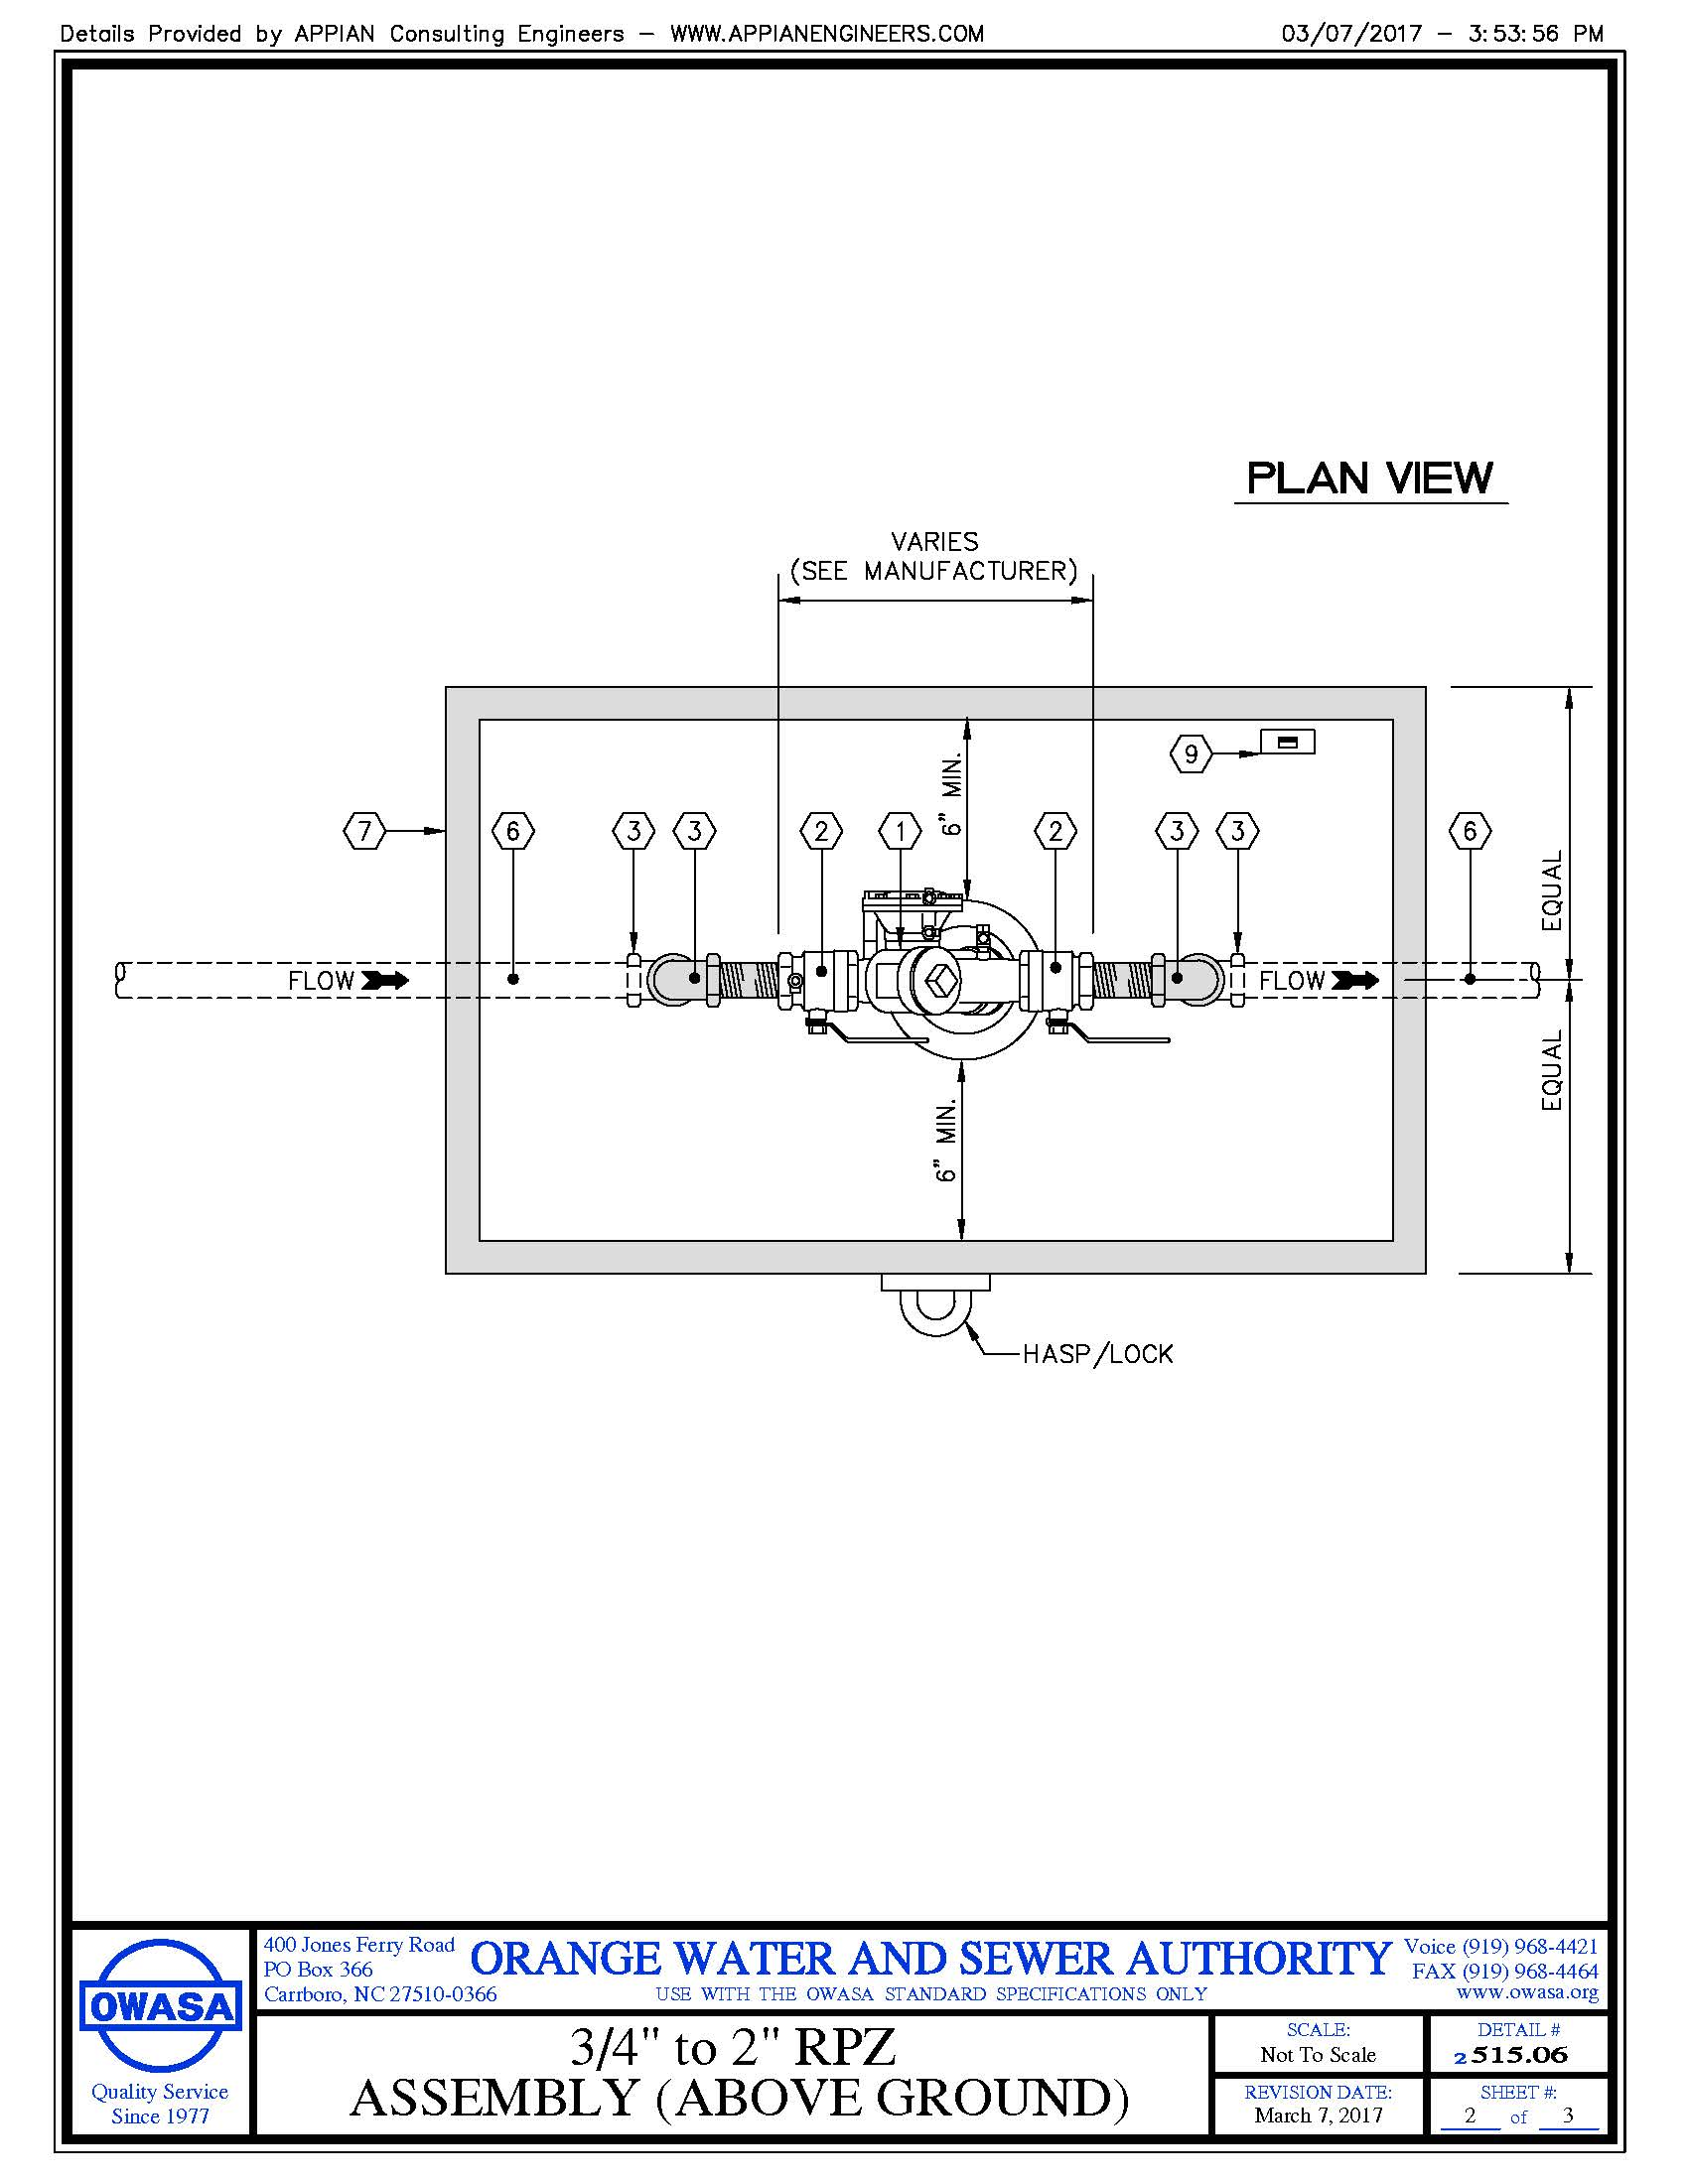 Details Provided by APPIAN Consulting Engineers – WWW.APPIANENGINEERS.COM
03/07/2017 – 3:53:56 PM
PLAN VIEW
VARIES
(SEE MANUFACTURER)
6" MIN.
9
7
6
3
3
2
1
2
3
3
6
EQUAL
FLOW
FLOW
EQUAL
6" MIN.
HASP/LOCK
OWASA
Quality Service
Since 1977
400 Jones Ferry Road
PO Box 366
Carrboro, NC 27510-0366
ORANGE WATER AND SEWER AUTHORITY
USE WITH THE OWASA STANDARD SPECIFICATIONS ONLY
Voice (919) 968-4421
FAX (919) 968-4464
www.owasa.org
3/4" to 2" RPZ
ASSEMBLY (ABOVE GROUND)
SCALE:
Not To Scale
DETAIL #
2 515.06
REVISION DATE:
March 7, 2017
SHEET #:
2 of 3